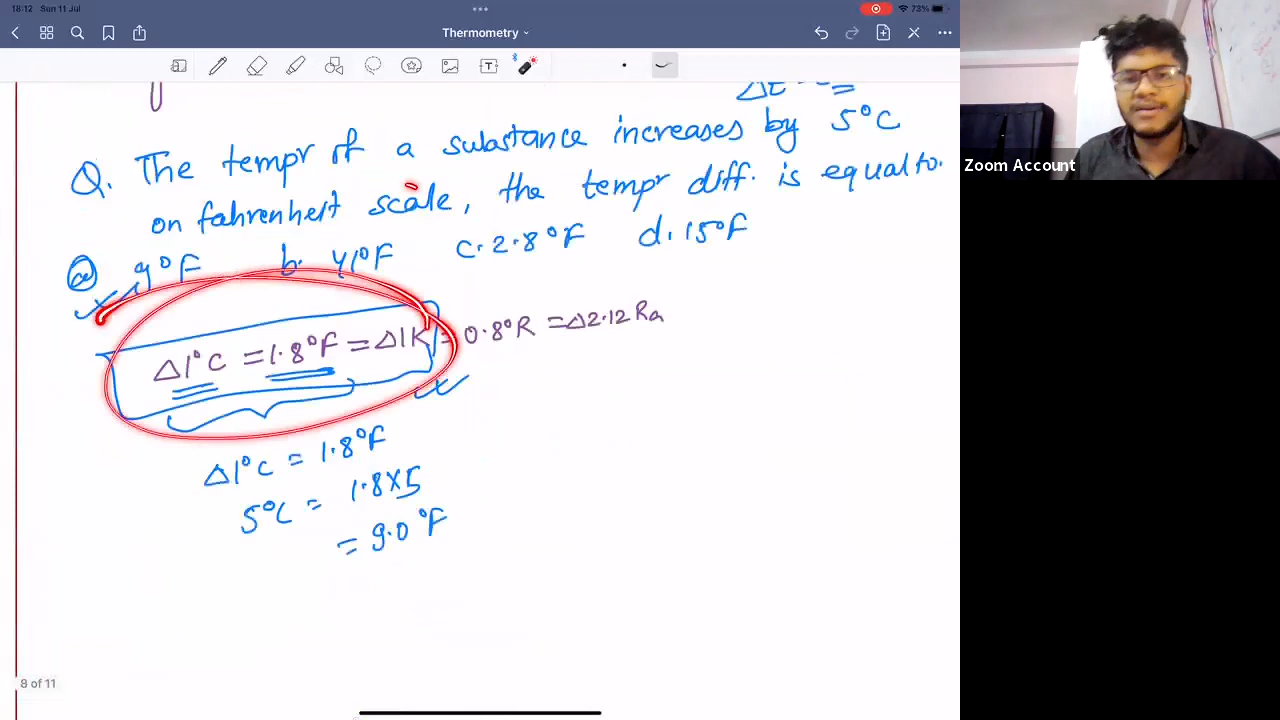 18:12 Sun 11 Jul
73%
Thermometry
Zoom Account
Δt
Q. The tempr of a substance increases by 5°C
on fahrenheit scale, the tempr diff. is equal to.
a 9°F b. 41°F c. 2.8°F d. 15°F
Δ1°C = 1.8°F = Δ1K = 0.8°R = Δ2.12 Ra
Δ1°C = 1.8°F
5°C = 1.8×5
= 9.0°F
8 of 11